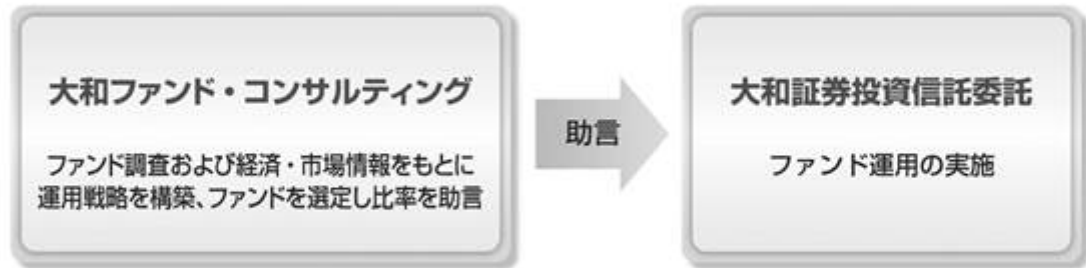 大和ファンド・コンサルティング
ファンド調査および経済・市場情報をもとに
運用戦略を構築、ファンドを選定し比率を助言
助言
大和証券投資信託委託
ファンド運用の実施